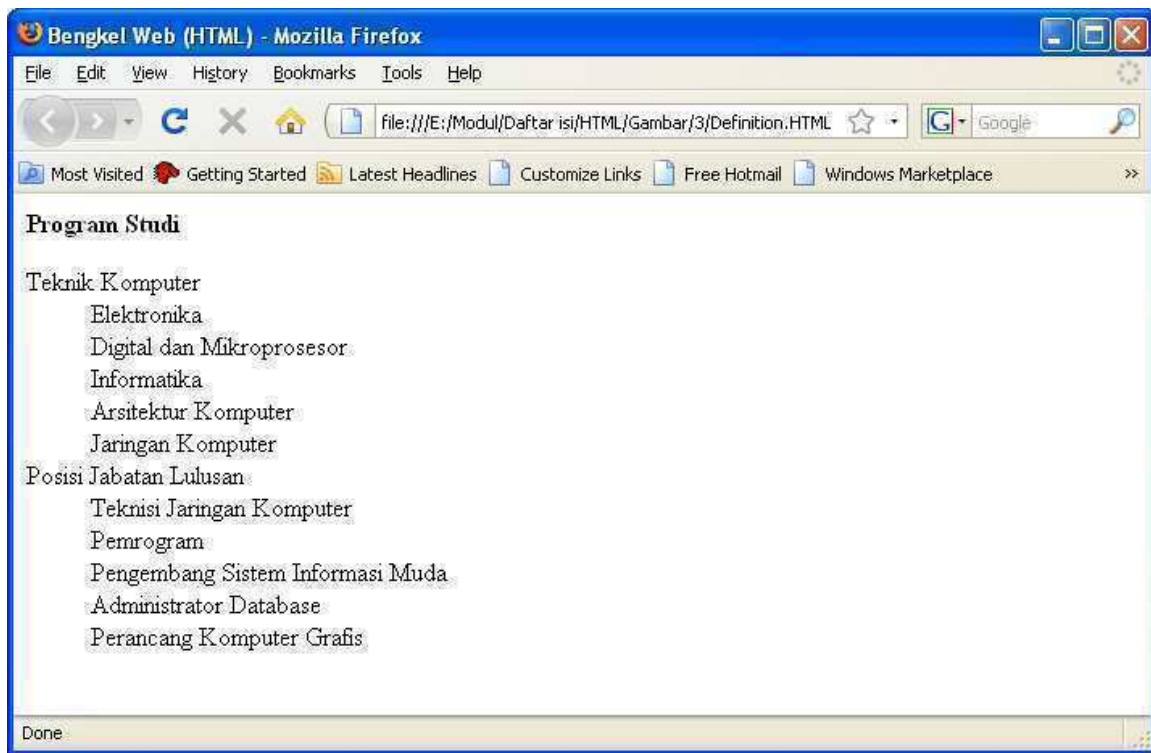 Bengkel Web (HTML) - Mozilla Firefox
File Edit View History Bookmarks Tools Help
file:///E:/Modul/Daftar isi/HTML/Gambar/3/Definition.HTML G Google
Most Visited Getting Started Latest Headlines Customize Links Free Hotmail Windows Marketplace »
Program Studi
Teknik Komputer
Elektronika
Digital dan Mikroprosesor
Informatika
Arsitektur Komputer
Jaringan Komputer
Posisi Jabatan Lulusan
Teknisi Jaringan Komputer
Pemrogram
Pengembang Sistem Informasi Muda
Administrator Database
Perancang Komputer Grafis
Done